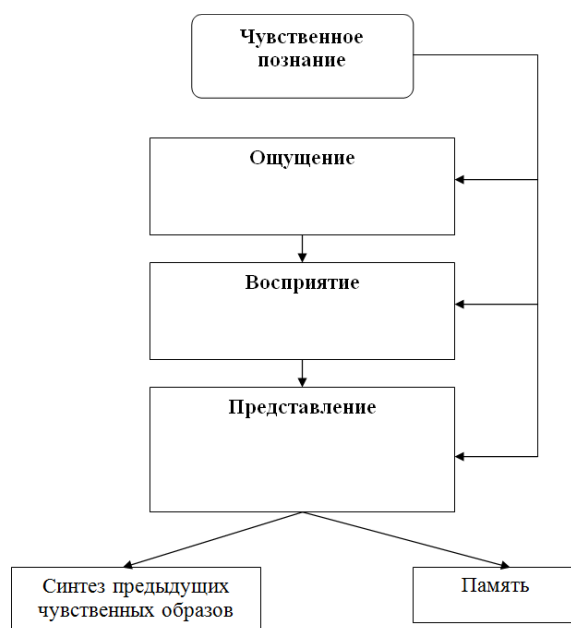 Чувственное
познание
Ощущение
Восприятие
Представление
Синтез предыдущих
чувственных образов
Память